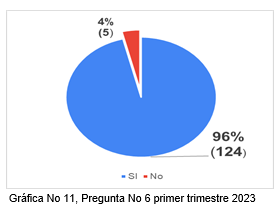 4%
(5)
96%
(124)
SI No
Gráfica No 11, Pregunta No 6 primer trimestre 2023